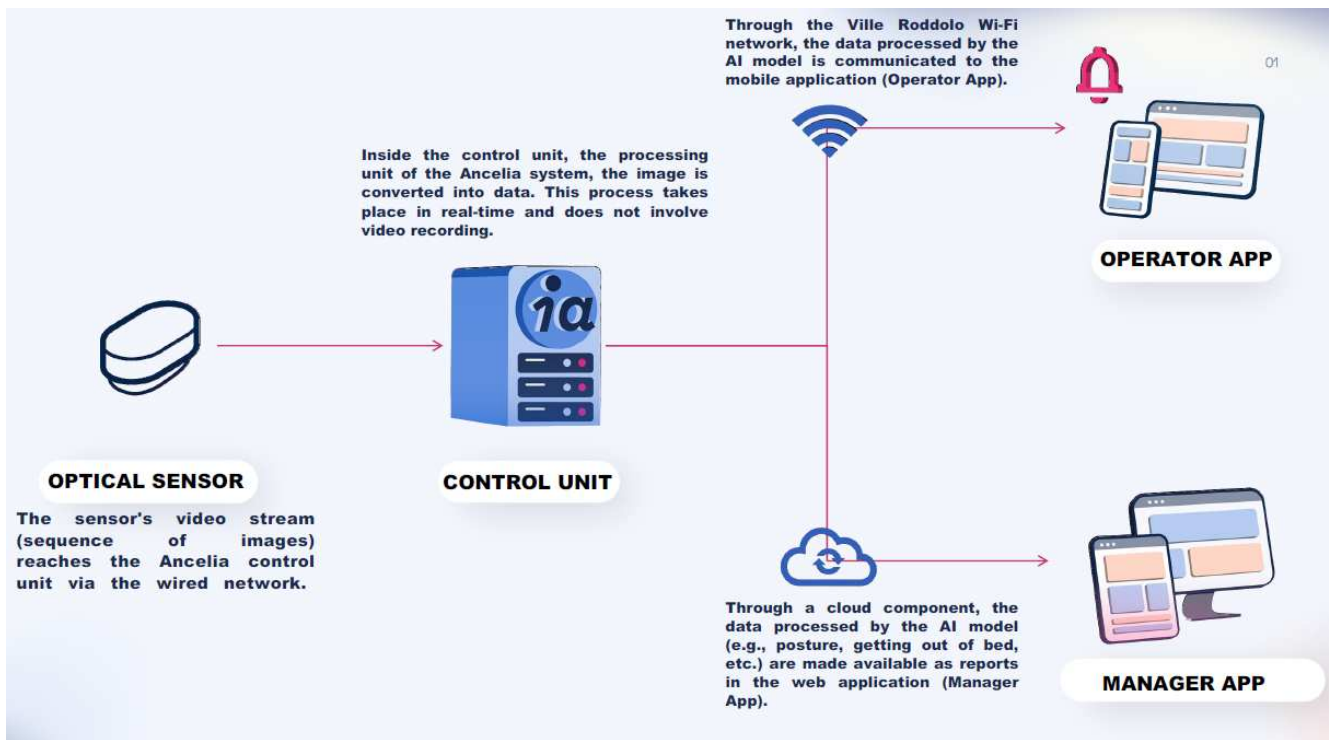 Through the Ville Roddolo Wi-Fi
network, the data processed by the
AI model is communicated to the
mobile application (Operator App).
01
Inside the control unit, the processing
unit of the Ancelia system, the image is
converted into data. This process takes
place in real-time and does not involve
video recording.
ia
OPERATOR APP
OPTICAL SENSOR
The sensor's video stream
(sequence of images)
reaches the Ancelia control
unit via the wired network.
CONTROL UNIT
Through a cloud component, the
data processed by the AI model
(e.g., posture, getting out of bed,
etc.) are made available as reports
in the web application (Manager
App).
MANAGER APP